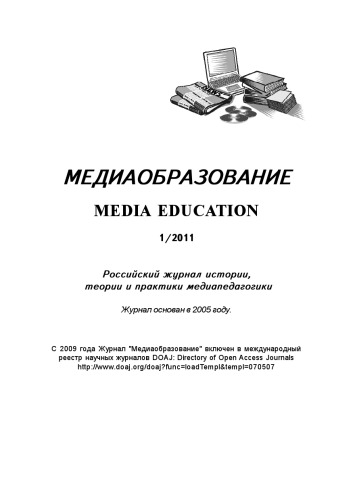 МЕДИАОБРАЗОВАНИЕ
MEDIA EDUCATION
1/2011
Российский журнал истории,
теории и практики медиапедагогики
Журнал основан в 2005 году.
С 2009 года Журнал "Медиаобразование" включен в международный
реестр научных журналов DOAJ: Directory of Open Access Journals
http://www.doaj.org/doaj?func=loadTempl&templ=070507